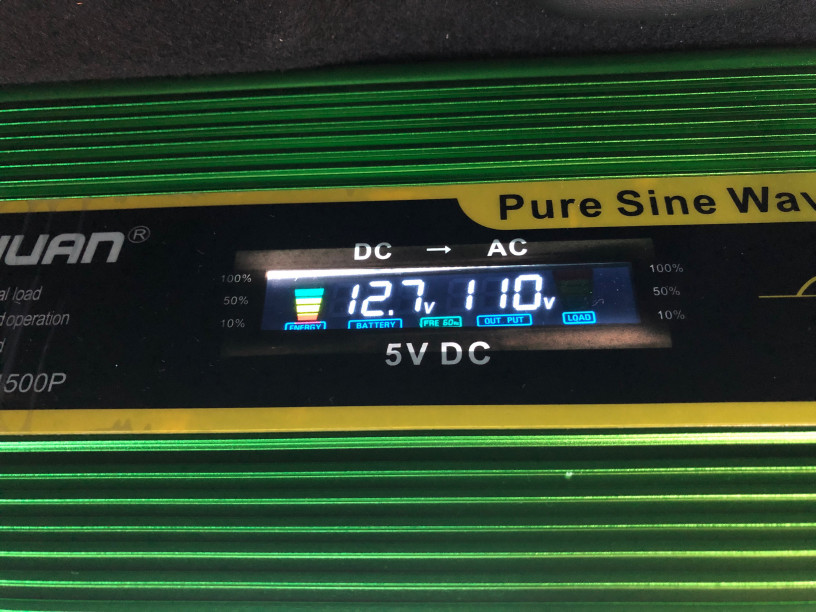 Pure Sine Wav
UAN®
DC → AC
100%
50%
10%
12.7v 110v
ENERGY BATTERY FRE 60Hz OUT PUT LOAD
100%
50%
10%
al load
d operation
d
1500P
5V DC